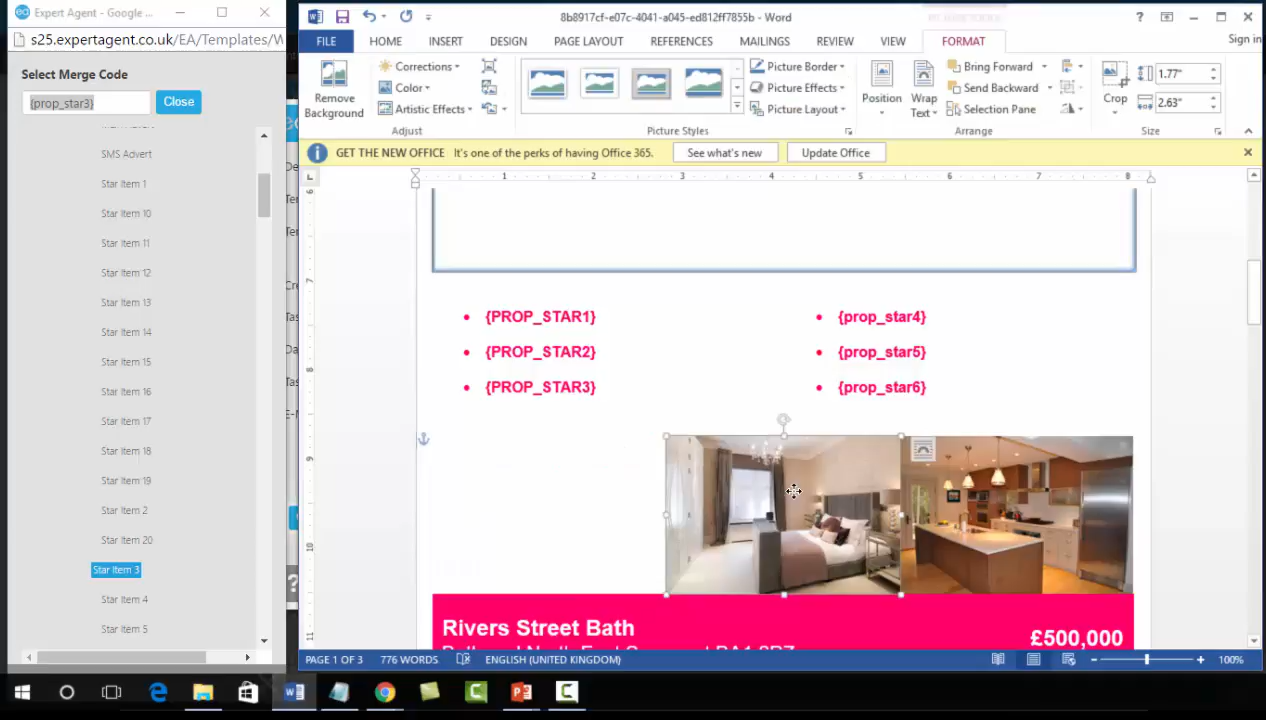 Expert Agent - Google ...
s25.expertagent.co.uk/EA/Templates/W
Select Merge Code
{prop_star3}
Close
SMS Advert
Star Item 1
Star Item 10
Star Item 11
Star Item 12
Star Item 13
Star Item 14
Star Item 15
Star Item 16
Star Item 17
Star Item 18
Star Item 19
Star Item 2
Star Item 20
Star Item 3
Star Item 4
Star Item 5
8b8917cf-e07c-4041-a045-ed812ff7855b - Word
Sign in
FILE HOME INSERT DESIGN PAGE LAYOUT REFERENCES MAILINGS REVIEW VIEW FORMAT
Remove Background
Corrections
Color
Artistic Effects
Adjust
Picture Styles
Picture Border
Picture Effects
Picture Layout
Position
Wrap Text
Bring Forward
Send Backward
Selection Pane
Arrange
Crop
1.77"
2.63"
Size
GET THE NEW OFFICE It's one of the perks of having Office 365. See what's new Update Office
1 2 3 4 5 6 7 8
{PROP_STAR1} {prop_star4}
{PROP_STAR2} {prop_star5}
{PROP_STAR3} {prop_star6}
Rivers Street Bath
£500,000
PAGE 1 OF 3 776 WORDS ENGLISH (UNITED KINGDOM) 100%